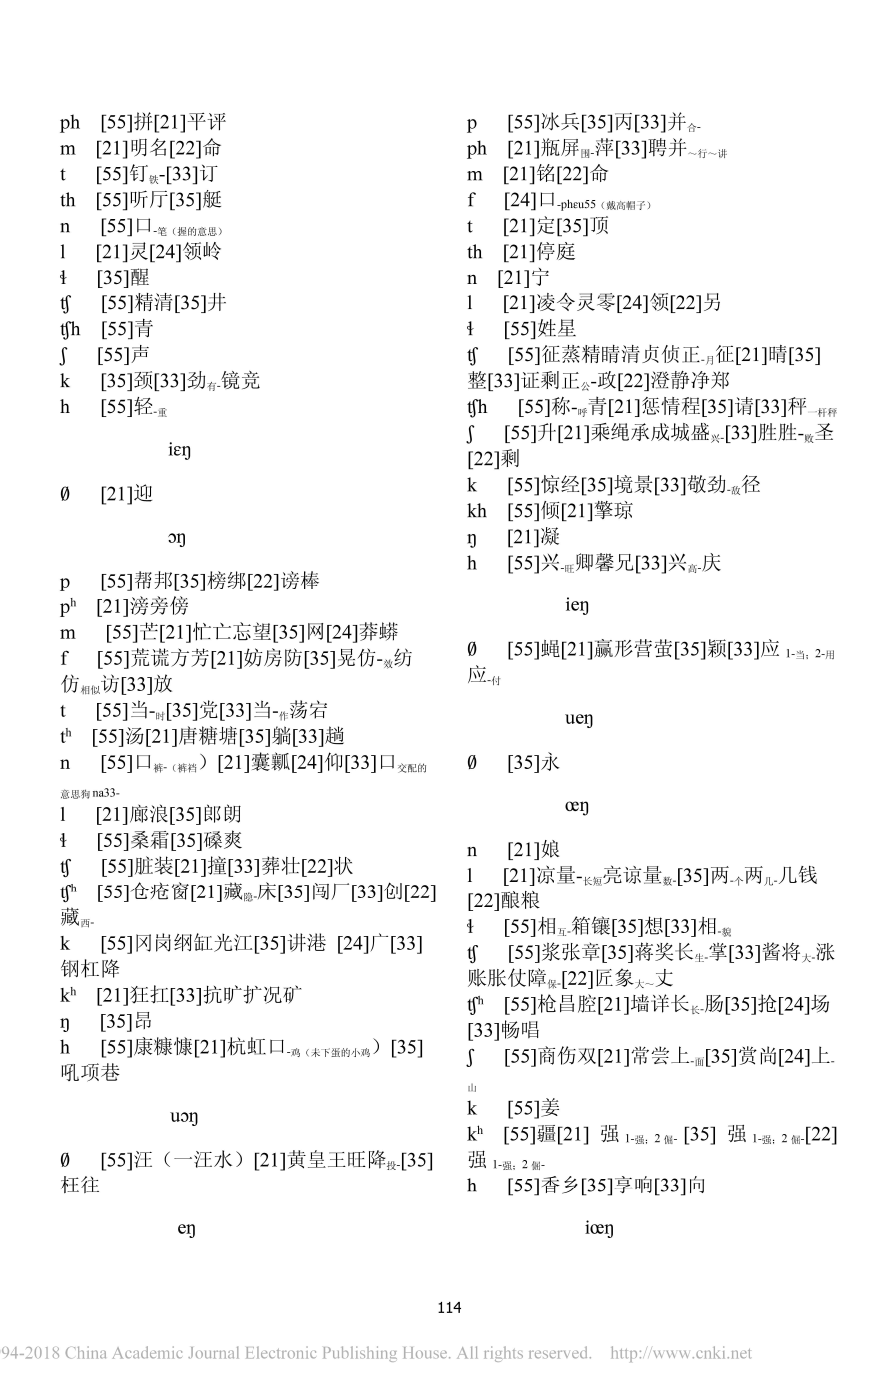 ph [55]拼[21]平评
m [21]明名[22]命
t [55]钉铁-[33]订
th [55]听厅[35]艇
n [55]口-笔（握的意思）
l [21]灵[24]领岭
ɬ [35]醒
ʧ [55]精清[35]井
ʧh [55]青
ʃ [55]声
k [35]颈[33]劲有-镜竞
h [55]轻-重
iɛŋ
Ø [21]迎
ɔŋ
p [55]帮邦[35]榜绑[22]谤棒
pʰ [21]滂旁傍
m [55]芒[21]忙亡忘望[35]网[24]莽蟒
f [55]荒谎方芳[21]妨房防[35]晃仿-效纺
仿相似访[33]放
t [55]当-时[35]党[33]当-作荡宕
tʰ [55]汤[21]唐糖塘[35]躺[33]趟
n [55]口裤-（裤裆）[21]囊瓤[24]仰[33]口交配的
意思狗 na33-
l [21]廊浪[35]郎朗
ɬ [55]桑霜[35]磉爽
ʧ [55]脏装[21]撞[33]葬壮[22]状
ʧʰ [55]仓疮窗[21]藏隐-床[35]闯厂[33]创[22]
藏西-
k [55]冈岗纲缸光江[35]讲港 [24]广[33]
钢杠降
kʰ [21]狂扛[33]抗旷扩况矿
ŋ [35]昂
h [55]康糠慷[21]杭虹口-鸡（未下蛋的小鸡）[35]
吼项巷
uɔŋ
Ø [55]汪（一汪水）[21]黄皇王旺降投-[35]
枉往
eŋ
p [55]冰兵[35]丙[33]并合-
ph [21]瓶屏围-萍[33]聘并～行～讲
m [21]铭[22]命
f [24]口-phɛu55（戴高帽子）
t [21]定[35]顶
th [21]停庭
n [21]宁
l [21]凌令灵零[24]领[22]另
ɬ [55]姓星
ʧ [55]征蒸精睛清贞侦正-月征[21]晴[35]
整[33]证剩正公-政[22]澄静净郑
ʧh [55]称-呼青[21]惩情程[35]请[33]秤一杆秤
ʃ [55]升[21]乘绳承成城盛兴-[33]胜胜-败圣
[22]剩
k [55]惊经[35]境景[33]敬劲-敌径
kh [55]倾[21]擎琼
ŋ [21]凝
h [55]兴-旺卿馨兄[33]兴高-庆
ieŋ
Ø [55]蝇[21]赢形营萤[35]颖[33]应 1-当；2-用
应-付
ueŋ
Ø [35]永
œŋ
n [21]娘
l [21]凉量-长短亮谅量数-[35]两-个两几-几钱
[22]酿粮
ɬ [55]相互-箱镶[35]想[33]相-貌
ʧ [55]浆张章[35]蒋奖长生-掌[33]酱将大-涨
账胀仗障保-[22]匠象大～丈
ʧʰ [55]枪昌腔[21]墙详长长-肠[35]抢[24]场
[33]畅唱
ʃ [55]商伤双[21]常尝上-面[35]赏尚[24]上-
山
k [55]姜
kʰ [55]疆[21] 强 1-强；2 倔- [35] 强 1-强；2 倔-[22]
强 1-强；2 倔-
h [55]香乡[35]享响[33]向
iœŋ
114
94-2018 China Academic Journal Electronic Publishing House. All rights reserved. http://www.cnki.net